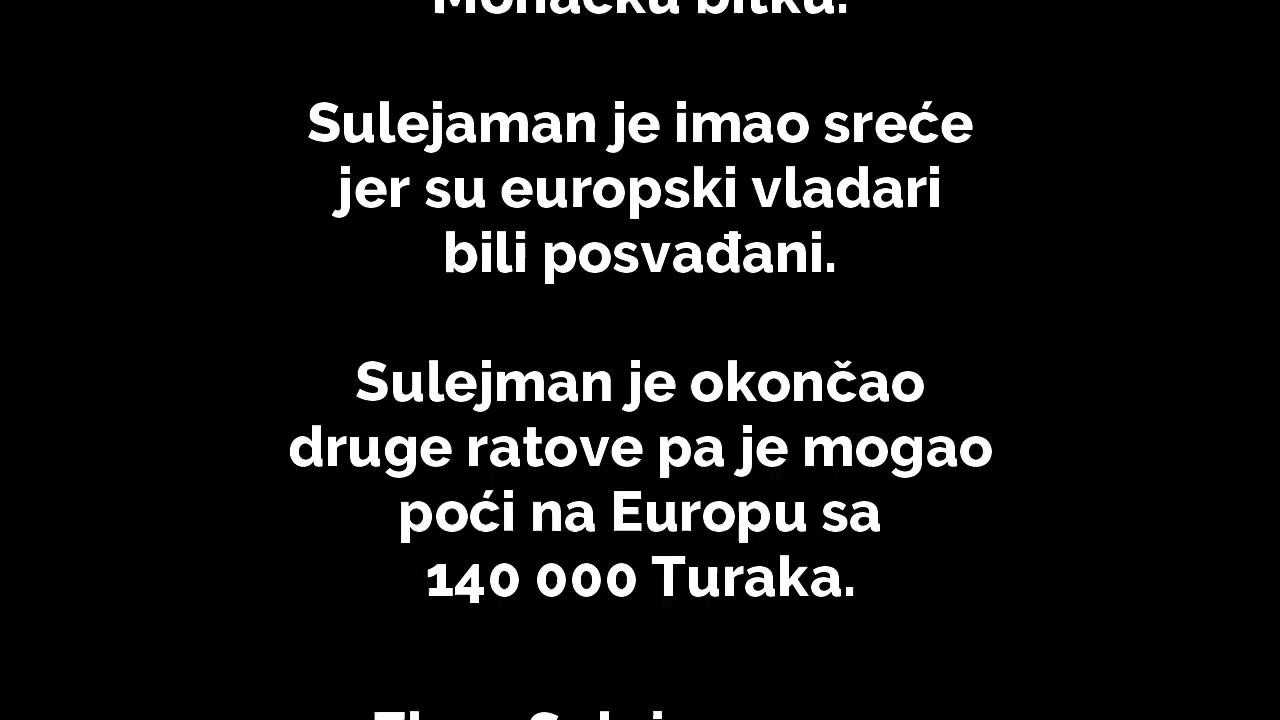 Mohačku bitku.
Sulejaman je imao sreće
jer su europski vladari
bili posvađani.
Sulejman je okončao
druge ratove pa je mogao
poći na Europu sa
140 000 Turaka.